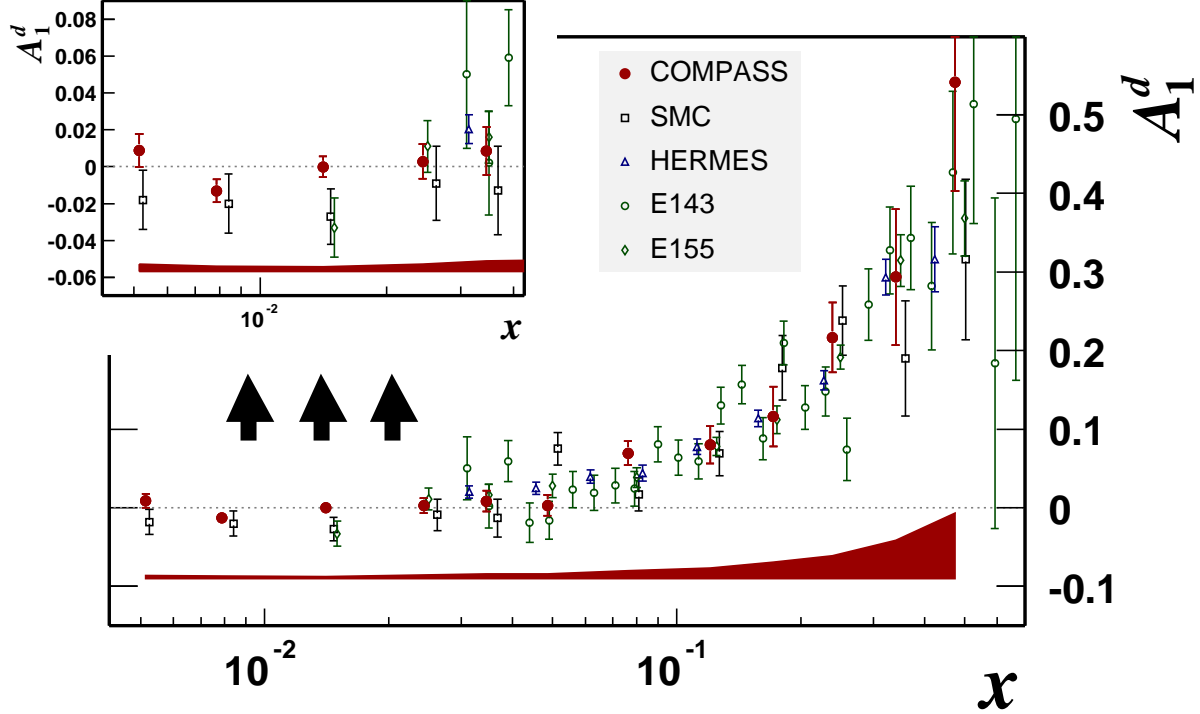 A₁ᵈ
0.08
0.06
0.04
0.02
0
-0.02
-0.04
-0.06
10⁻²
x
COMPASS
SMC
HERMES
E143
E155
A₁ᵈ
0.5
0.4
0.3
0.2
0.1
0
-0.1
10⁻²
10⁻¹
x